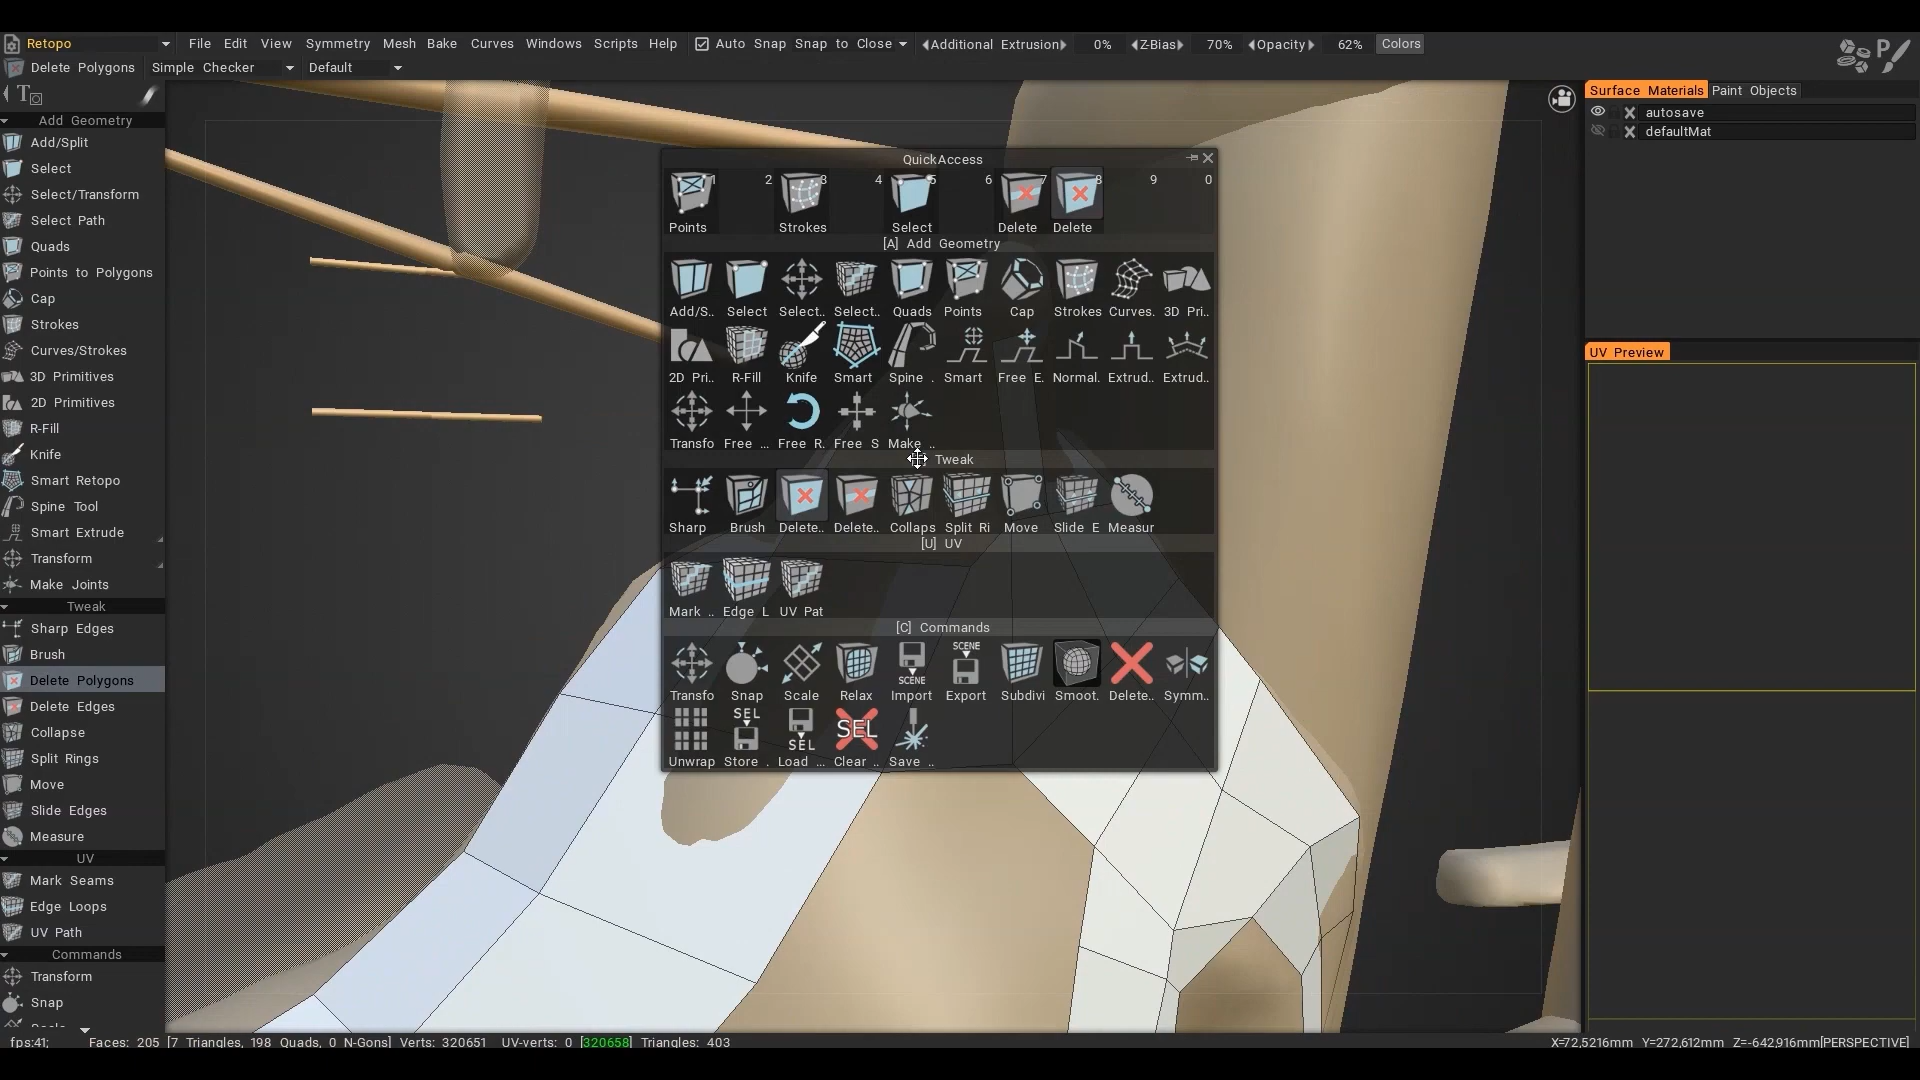 Retopo File Edit View Symmetry Mesh Bake Curves Windows Scripts Help Auto Snap Snap to Close Additional Extrusion 0% Z-Bias 70% Opacity 62% Colors
Delete Polygons Simple Checker Default
Add Geometry
Add/Split
Select
Select/Transform
Select Path
Quads
Points to Polygons
Cap
Strokes
Curves/Strokes
3D Primitives
2D Primitives
R-Fill
Knife
Smart Retopo
Spine Tool
Smart Extrude
Transform
Make Joints
Tweak
Sharp Edges
Brush
Delete Polygons
Delete Edges
Collapse
Split Rings
Move
Slide Edges
Measure
UV
Mark Seams
Edge Loops
UV Path
Commands
Transform
Snap
QuickAccess
1 2 3 4 5 6 7 8 9 0
Points Strokes Select Delete Delete
[A] Add Geometry
Add/S.. Select Select.. Select.. Quads Points Cap Strokes Curves. 3D Pri..
2D Pri.. R-Fill Knife Smart Spine . Smart Free E. Normal. Extrud.. Extrud..
Transfo Free ... Free R. Free S Make ..
Tweak
Sharp Brush Delete.. Delete.. Collaps Split Ri Move Slide E Measur
[U] UV
Mark .. Edge L UV Pat
[C] Commands
SCENE SCENE
Transfo Snap Scale Relax Import Export Subdivi Smoot. Delete.. Symm..
SEL SEL SEL
Unwrap Store . Load ... Clear .. Save ..
Surface Materials Paint Objects
autosave
defaultMat
UV Preview
fps:41; Faces: 205 [7 Triangles, 198 Quads, 0 N-Gons] Verts: 320651 UV-verts: 0 [320658] Triangles: 403 X=72,5216mm Y=272,612mm Z=-642,916mm[PERSPECTIVE]